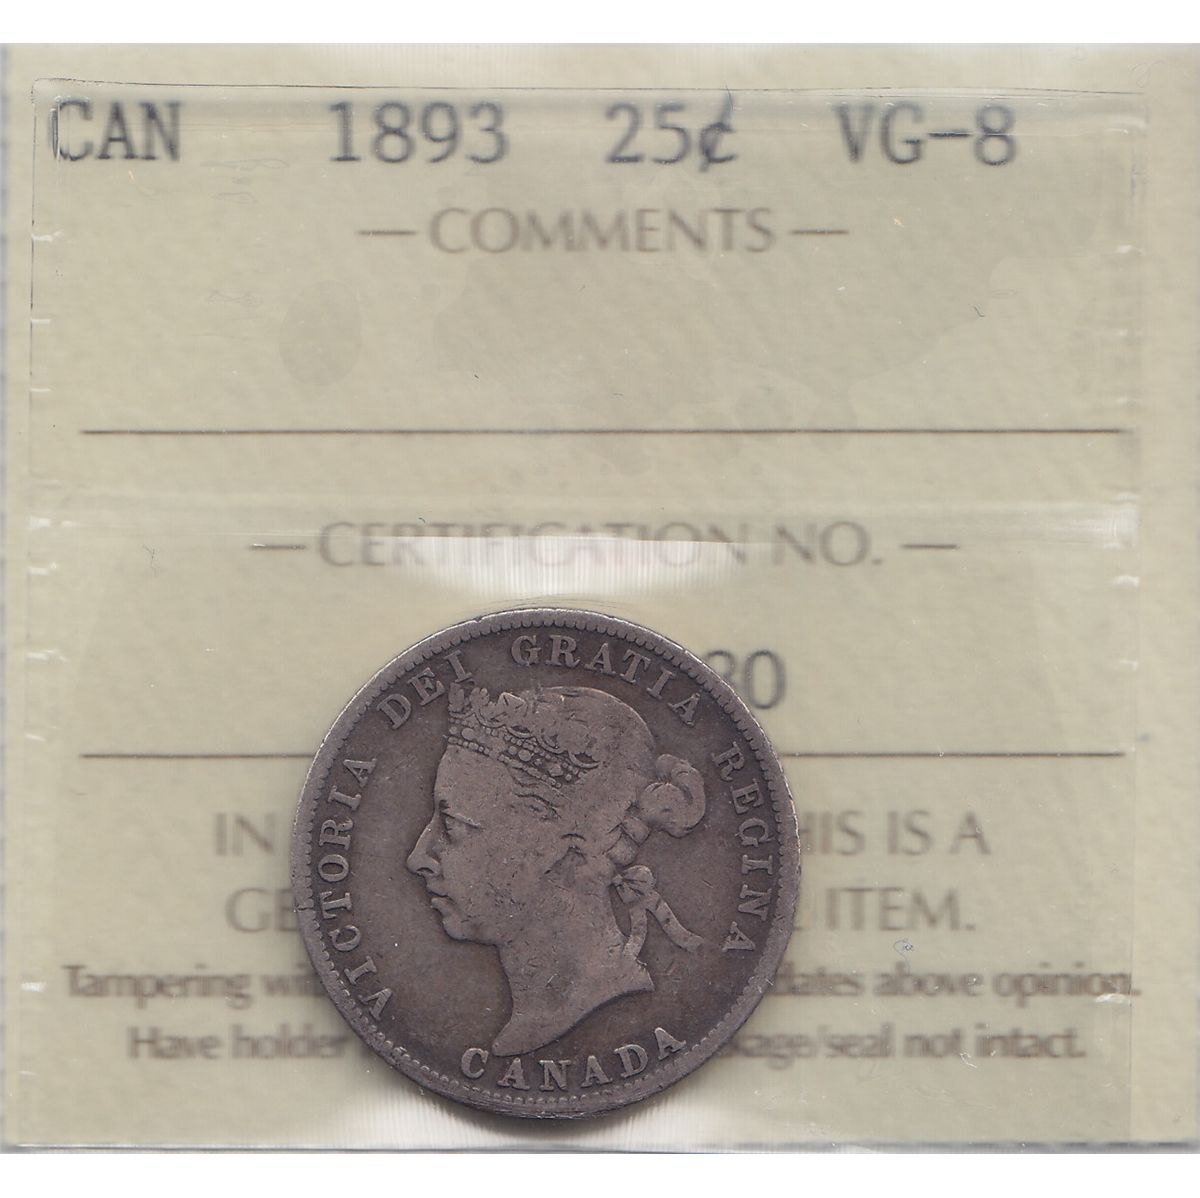 CAN 1893 25¢ VG-8
— COMMENTS —
— CERTIFICATION NO. —
80
VICTORIA DEI GRATIA REGINA
CANADA
IN HIS IS A
GE ITEM.
Tampering wi dates above opinion.
Have holder kage/seal not intact.